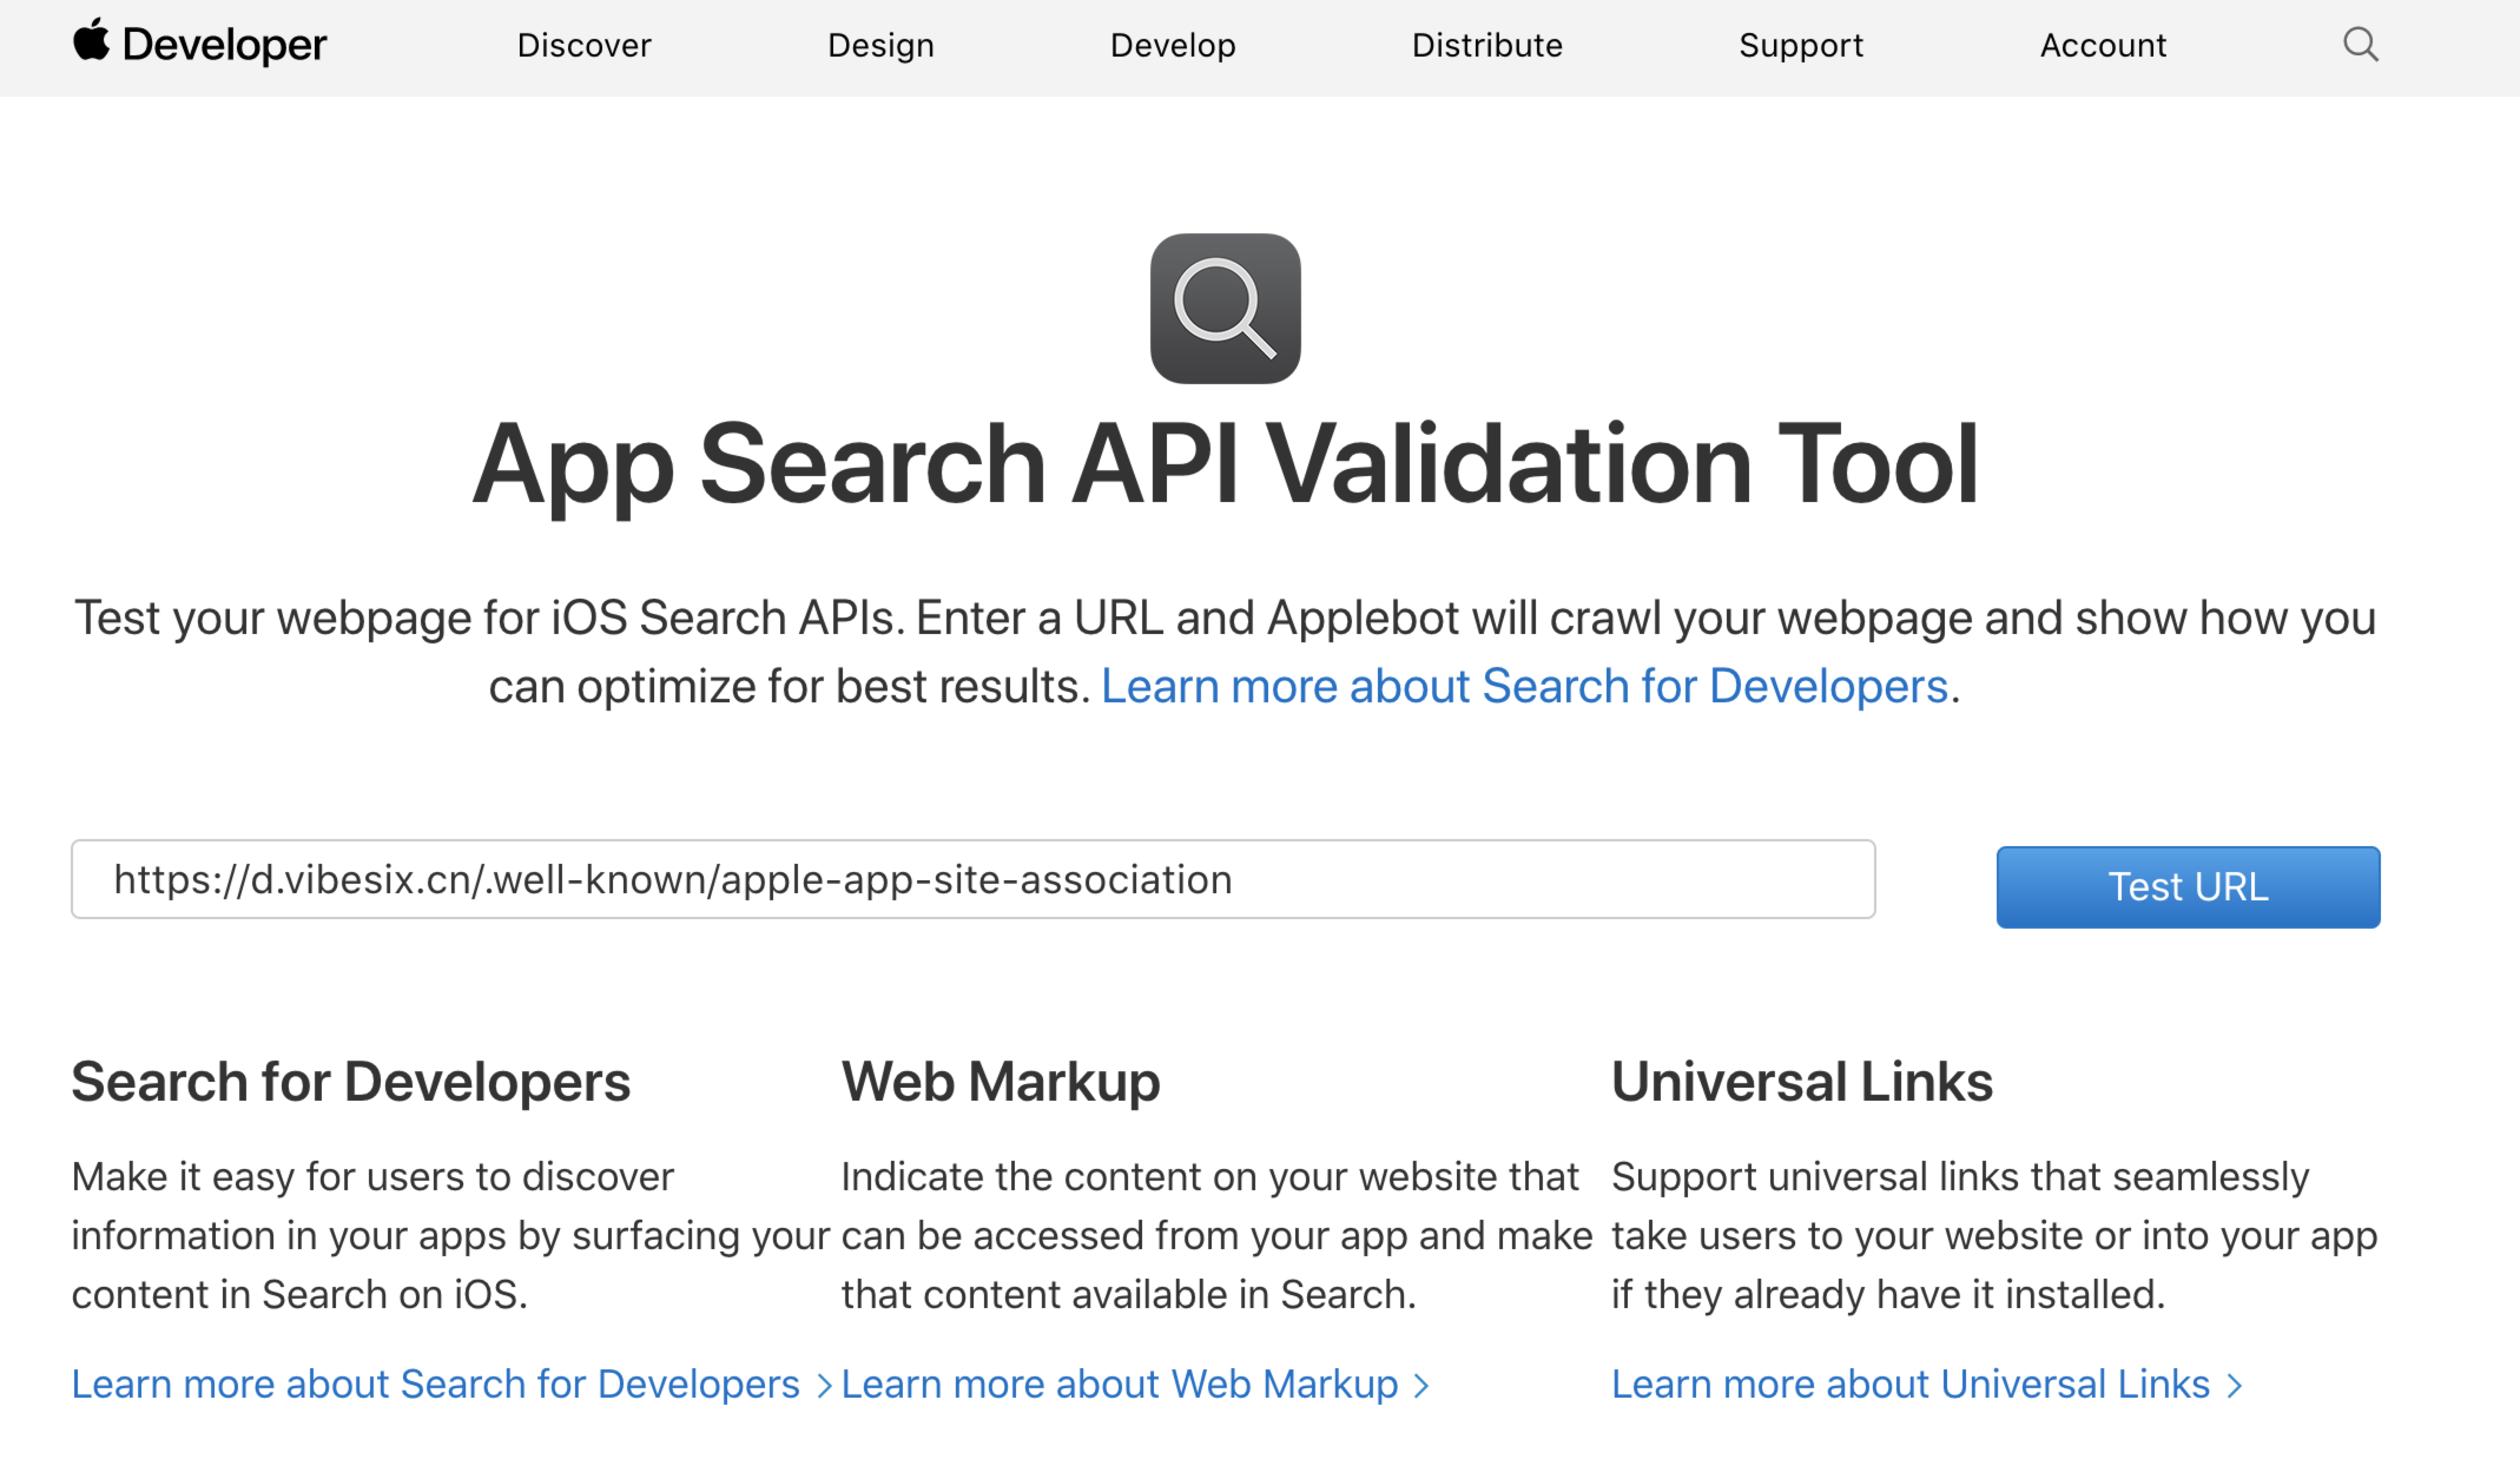 Developer Discover Design Develop Distribute Support Account
App Search API Validation Tool
Test your webpage for iOS Search APIs. Enter a URL and Applebot will crawl your webpage and show how you
can optimize for best results. Learn more about Search for Developers.
https://d.vibesix.cn/.well-known/apple-app-site-association
Test URL
Search for Developers
Make it easy for users to discover
information in your apps by surfacing your
content in Search on iOS.
Learn more about Search for Developers >
Web Markup
Indicate the content on your website that
can be accessed from your app and make
that content available in Search.
Learn more about Web Markup >
Universal Links
Support universal links that seamlessly
take users to your website or into your app
if they already have it installed.
Learn more about Universal Links >